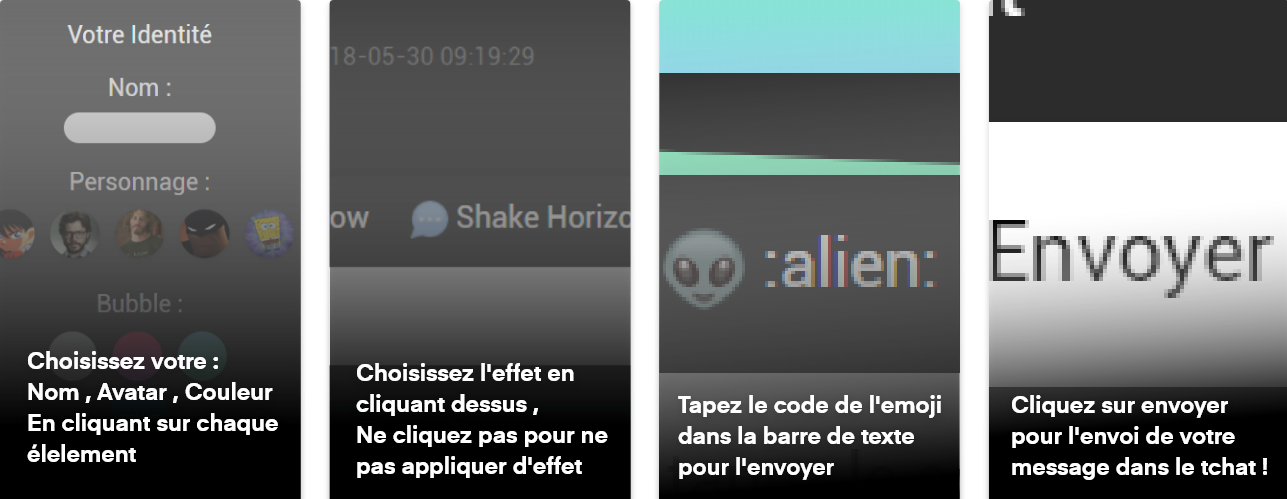 Votre Identité
Nom :
Personnage :
Bubble :
Choisissez votre :
Nom , Avatar , Couleur
En cliquant sur chaque
élelement
18-05-30 09:19:29
ow
Shake Horizo
Choisissez l'effet en
cliquant dessus ,
Ne cliquez pas pour ne
pas appliquer d'effet
:alien:
Tapez le code de l'emoji
dans la barre de texte
pour l'envoyer
Envoyer
Cliquez sur envoyer
pour l'envoi de votre
message dans le tchat !